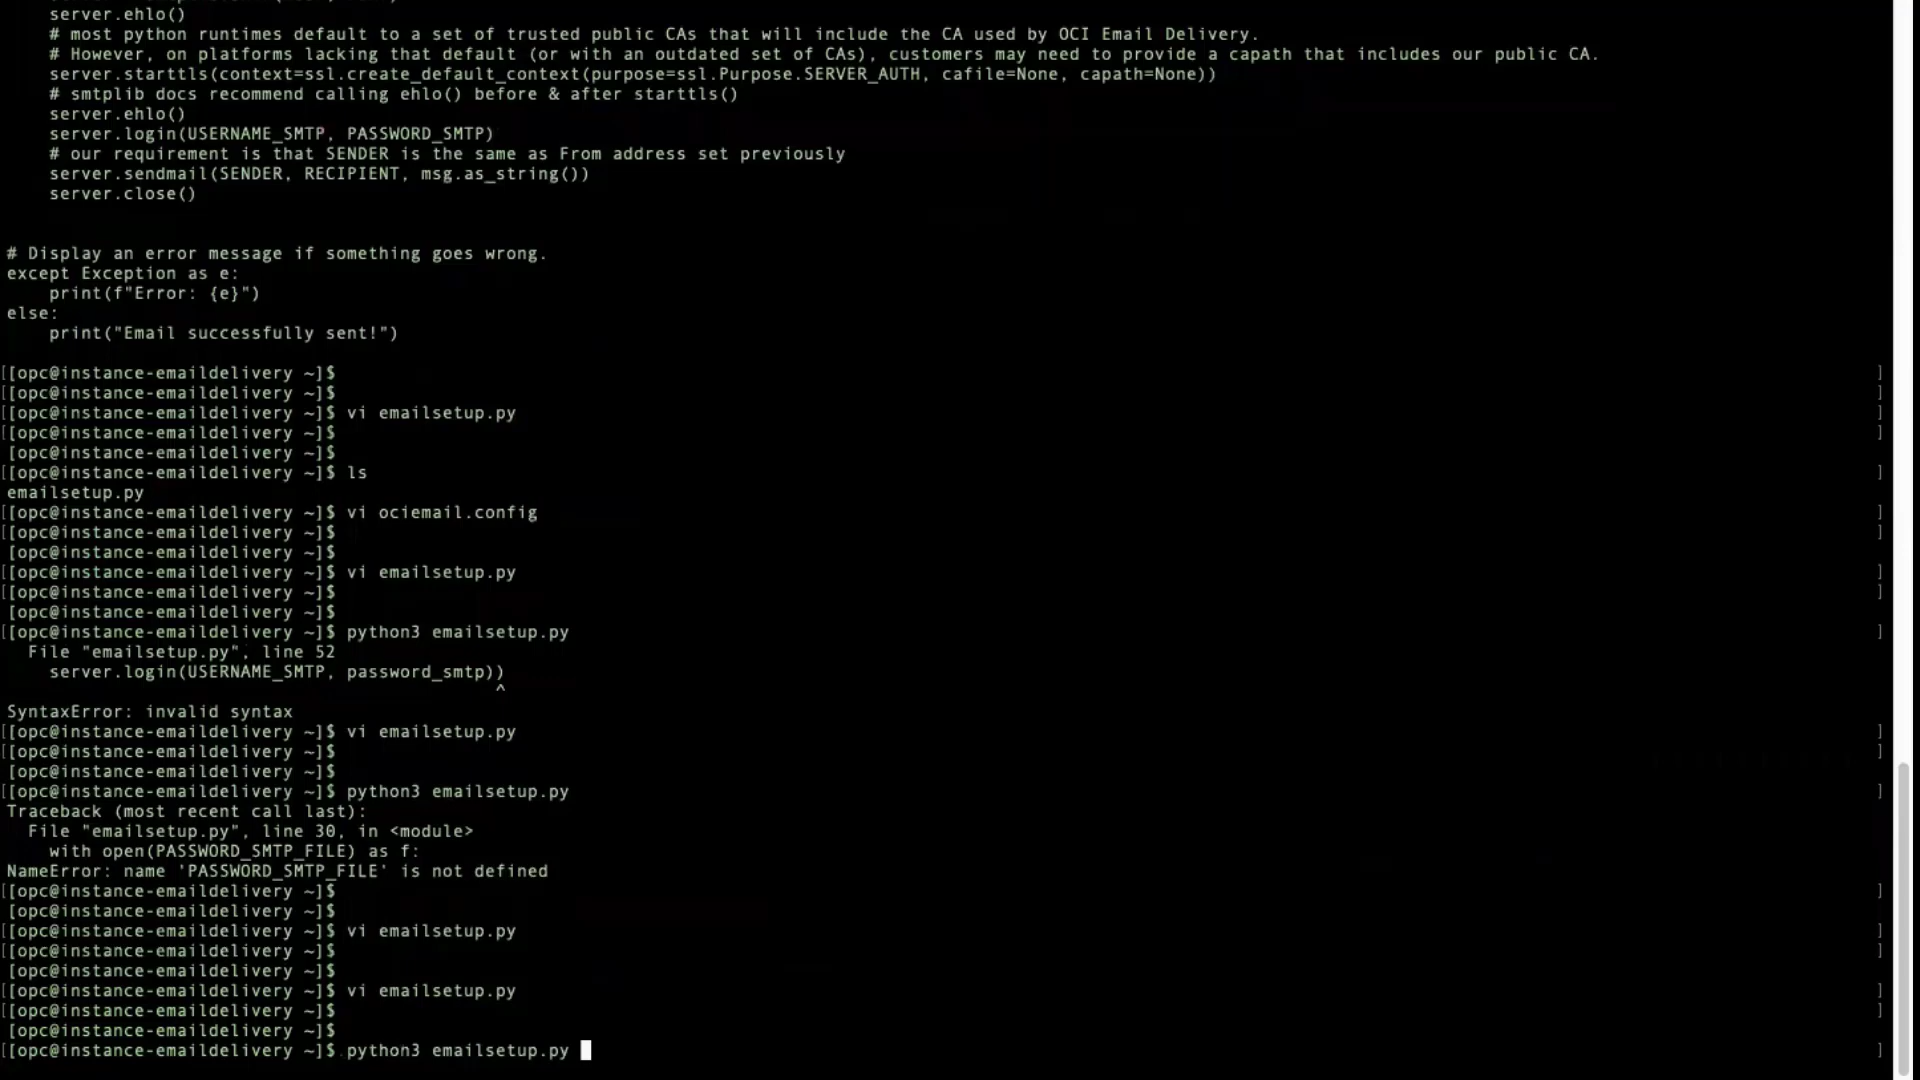 server.ehlo()
    # most python runtimes default to a set of trusted public CAs that will include the CA used by OCI Email Delivery.
    # However, on platforms lacking that default (or with an outdated set of CAs), customers may need to provide a capath that includes our public CA.
    server.starttls(context=ssl.create_default_context(purpose=ssl.Purpose.SERVER_AUTH, cafile=None, capath=None))
    # smtplib docs recommend calling ehlo() before & after starttls()
    server.ehlo()
    server.login(USERNAME_SMTP, PASSWORD_SMTP)
    # our requirement is that SENDER is the same as From address set previously
    server.sendmail(SENDER, RECIPIENT, msg.as_string())
    server.close()
# Display an error message if something goes wrong.
except Exception as e:
    print(f"Error: {e}")
else:
    print("Email successfully sent!")
[[opc@instance-emaildelivery ~]$ ]
[[opc@instance-emaildelivery ~]$ ]
[[opc@instance-emaildelivery ~]$ vi emailsetup.py ]
[[opc@instance-emaildelivery ~]$ ]
[opc@instance-emaildelivery ~]$
[[opc@instance-emaildelivery ~]$ ls ]
emailsetup.py
[[opc@instance-emaildelivery ~]$ vi ociemail.config ]
[[opc@instance-emaildelivery ~]$ ]
[opc@instance-emaildelivery ~]$
[[opc@instance-emaildelivery ~]$ vi emailsetup.py ]
[[opc@instance-emaildelivery ~]$ ]
[opc@instance-emaildelivery ~]$
[[opc@instance-emaildelivery ~]$ python3 emailsetup.py ]
  File "emailsetup.py", line 52
    server.login(USERNAME_SMTP, password_smtp))
                                              ^
SyntaxError: invalid syntax
[[opc@instance-emaildelivery ~]$ vi emailsetup.py ]
[[opc@instance-emaildelivery ~]$ ]
[opc@instance-emaildelivery ~]$
[[opc@instance-emaildelivery ~]$ python3 emailsetup.py ]
Traceback (most recent call last):
  File "emailsetup.py", line 30, in <module>
    with open(PASSWORD_SMTP_FILE) as f:
NameError: name 'PASSWORD_SMTP_FILE' is not defined
[[opc@instance-emaildelivery ~]$ ]
[opc@instance-emaildelivery ~]$
[[opc@instance-emaildelivery ~]$ vi emailsetup.py ]
[[opc@instance-emaildelivery ~]$ ]
[opc@instance-emaildelivery ~]$
[[opc@instance-emaildelivery ~]$ vi emailsetup.py ]
[[opc@instance-emaildelivery ~]$ ]
[opc@instance-emaildelivery ~]$
[[opc@instance-emaildelivery ~]$ python3 emailsetup.py ]